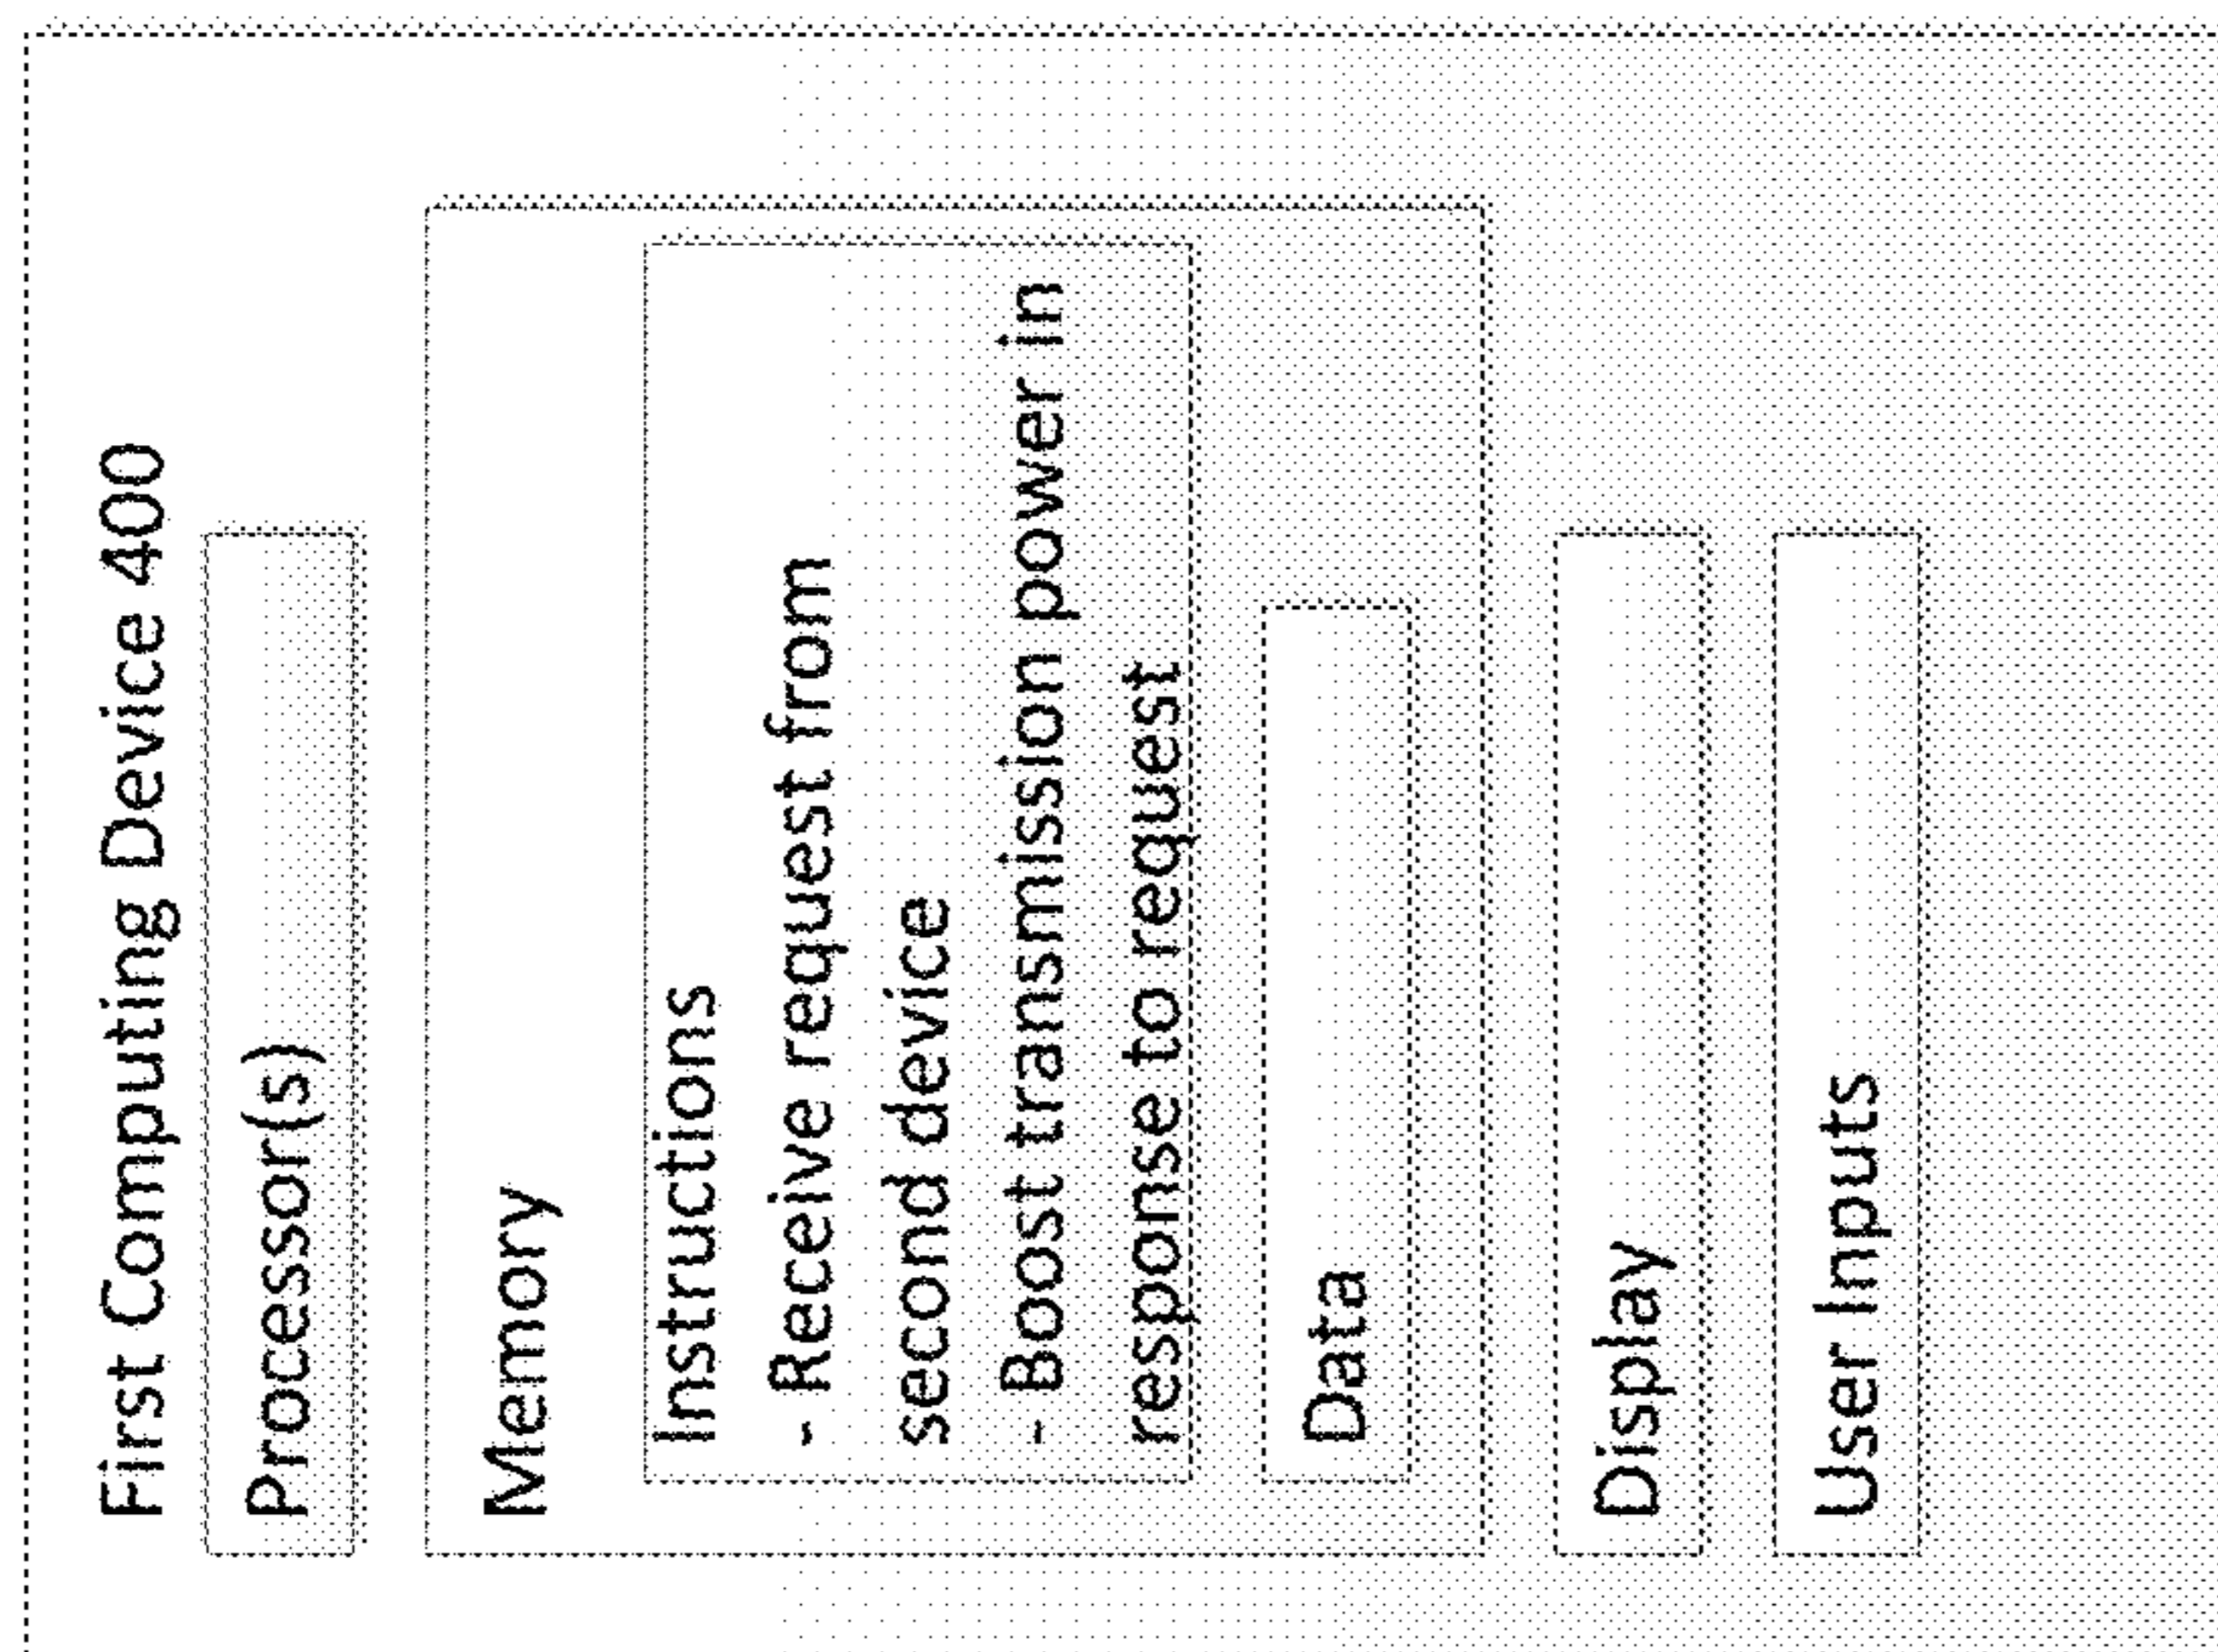 First Computing Device 400
Processor(s)
Memory
Instructions
- Receive request from
second device
- Boost transmission power in
response to request
Data
Display
User Inputs